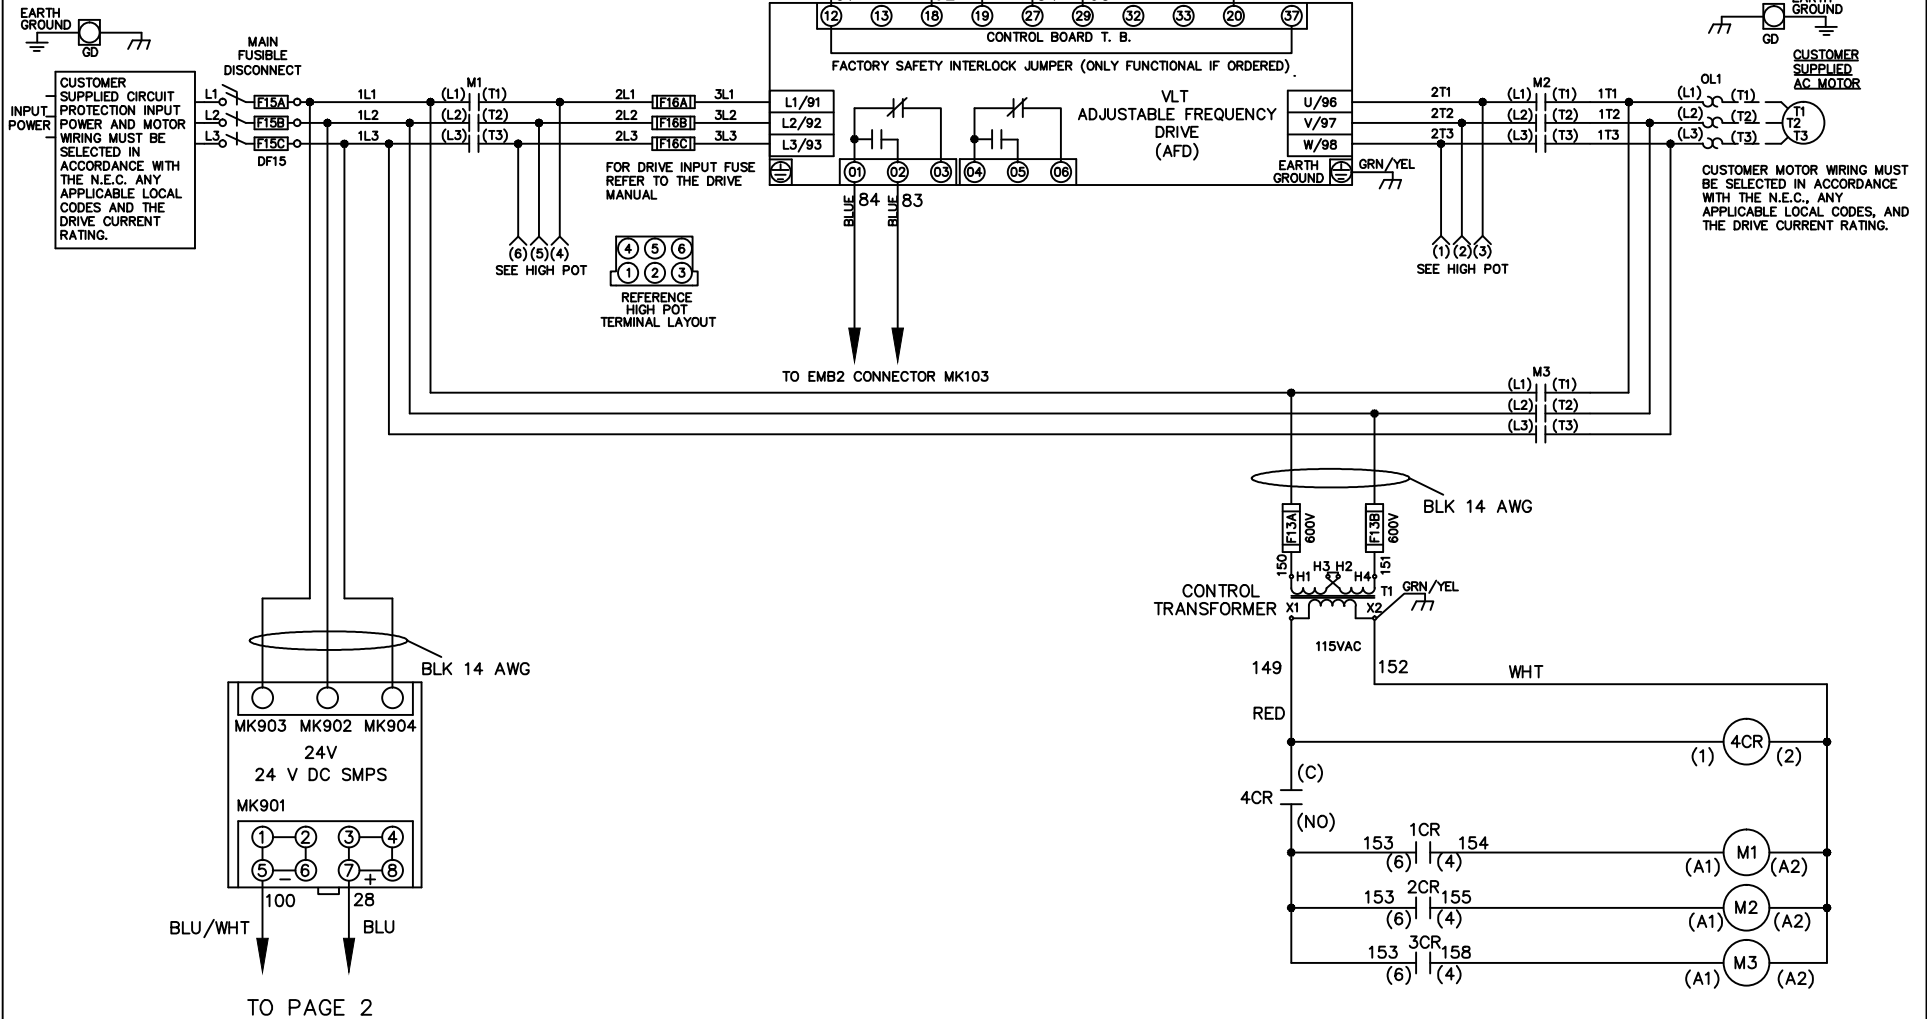 EARTH
GROUND
GD
MAIN
FUSIBLE
DISCONNECT
CUSTOMER
SUPPLIED CIRCUIT
PROTECTION INPUT
POWER AND MOTOR
WIRING MUST BE
SELECTED IN
ACCORDANCE WITH
THE N.E.C. ANY
APPLICABLE LOCAL
CODES AND THE
DRIVE CURRENT
RATING.
INPUT
POWER
L1 F15A 1L1 (L1) M1 (T1) 2L1 F16A 3L1 L1/91
L2 F15B 1L2 (L2) (T2) 2L2 F16B 3L2 L2/92
L3 F15C 1L3 (L3) (T3) 2L3 F16C 3L3 L3/93
DF15
12 13 18 19 27 29 32 33 20 37
CONTROL BOARD T. B.
FACTORY SAFETY INTERLOCK JUMPER (ONLY FUNCTIONAL IF ORDERED)
VLT
ADJUSTABLE FREQUENCY
DRIVE
(AFD)
01 02 03 04 05 06
U/96 2T1 (L1) M2 (T1) 1T1 (L1) OL1 (T1) T1
V/97 2T2 (L2) (T2) 1T2 (L2) (T2) T2
W/98 2T3 (L3) (T3) 1T3 (L3) (T3) T3
EARTH
GROUND
GRN/YEL
GROUND
GD
CUSTOMER
SUPPLIED
AC MOTOR
CUSTOMER MOTOR WIRING MUST
BE SELECTED IN ACCORDANCE
WITH THE N.E.C., ANY
APPLICABLE LOCAL CODES, AND
THE DRIVE CURRENT RATING.
FOR DRIVE INPUT FUSE
REFER TO THE DRIVE
MANUAL
BLUE 84 BLUE 83
(6) (5) (4)
SEE HIGH POT
4 5 6
1 2 3
REFERENCE
HIGH POT
TERMINAL LAYOUT
(1) (2) (3)
SEE HIGH POT
TO EMB2 CONNECTOR MK103
M3
(L1) (T1)
(L2) (T2)
(L3) (T3)
BLK 14 AWG
F13A 600V F13B 600V
150 151
H1 H3 H2 H4
T1
GRN/YEL
CONTROL
TRANSFORMER
X1 X2
115VAC
149 152 WHT
RED
BLK 14 AWG
MK903 MK902 MK904
24V
24 V DC SMPS
MK901
1 2 3 4
5 6 7 8
− +
100 28
BLU/WHT BLU
TO PAGE 2
(1) 4CR (2)
(C)
4CR
(NO)
153 (6) 1CR (4) 154 (A1) M1 (A2)
153 (6) 2CR (4) 155 (A1) M2 (A2)
153 (6) 3CR (4) 158 (A1) M3 (A2)